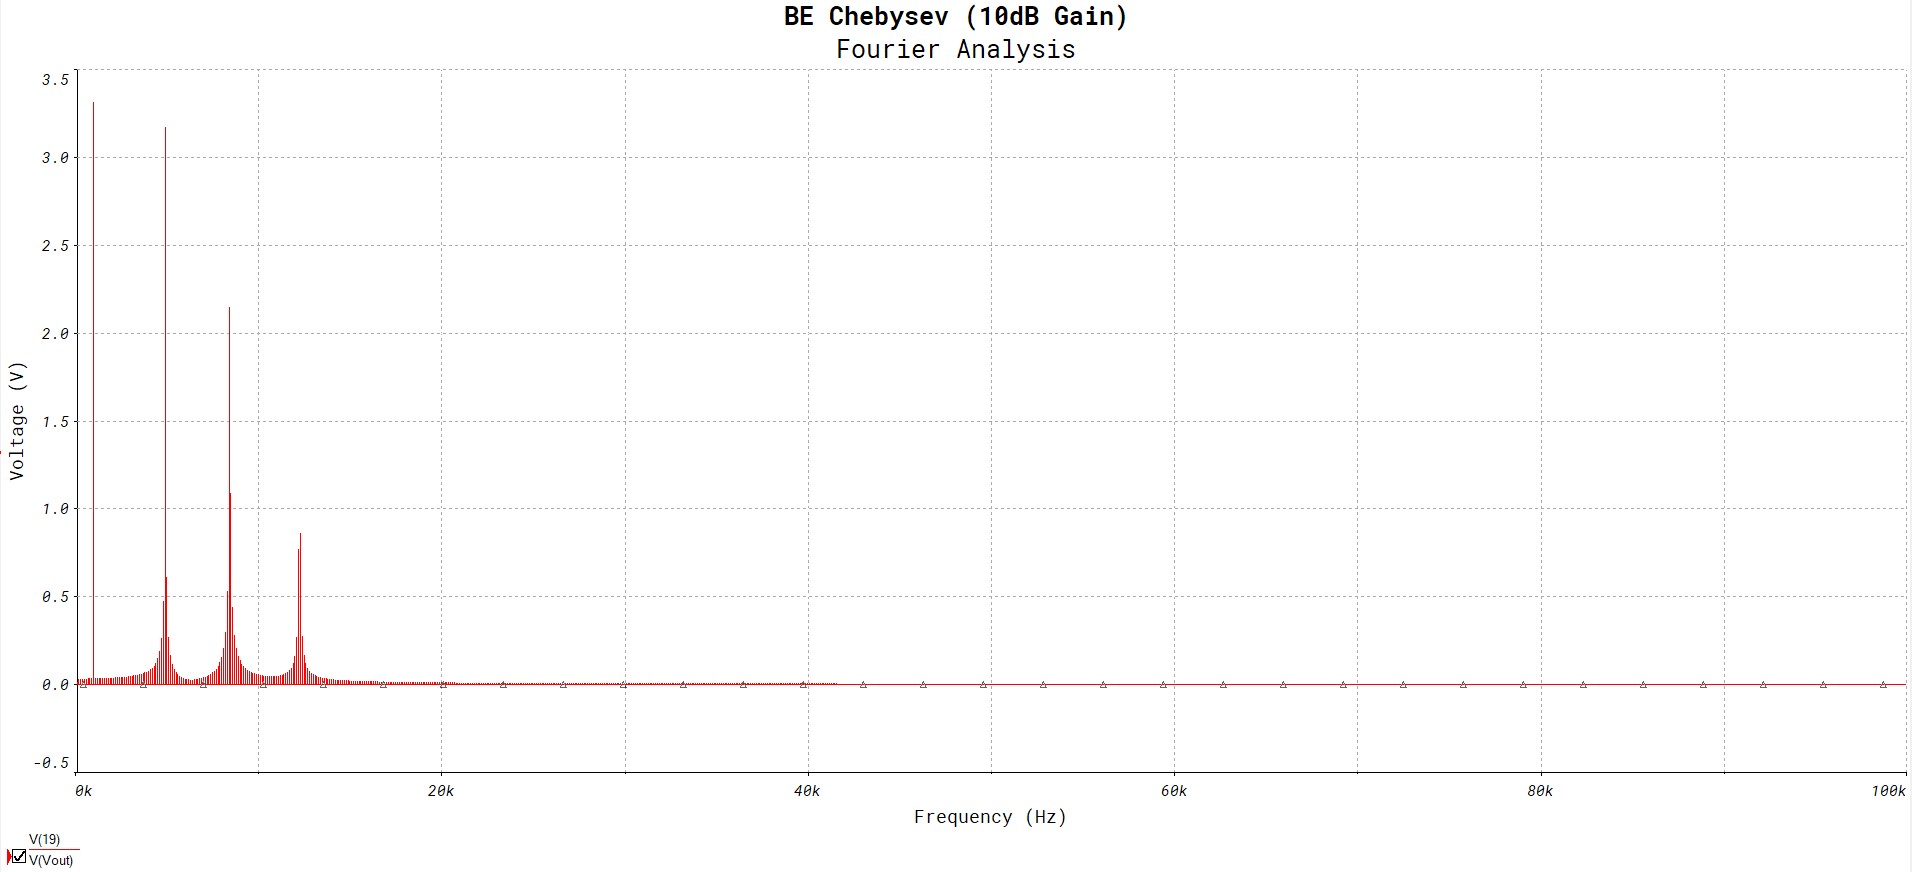 BE Chebysev (10dB Gain)
Fourier Analysis
3.5
3.0
2.5
2.0
1.5
1.0
0.5
0.0
-0.5
Voltage (V)
0k 20k 40k 60k 80k 100k
Frequency (Hz)
V(19)
V(Vout)